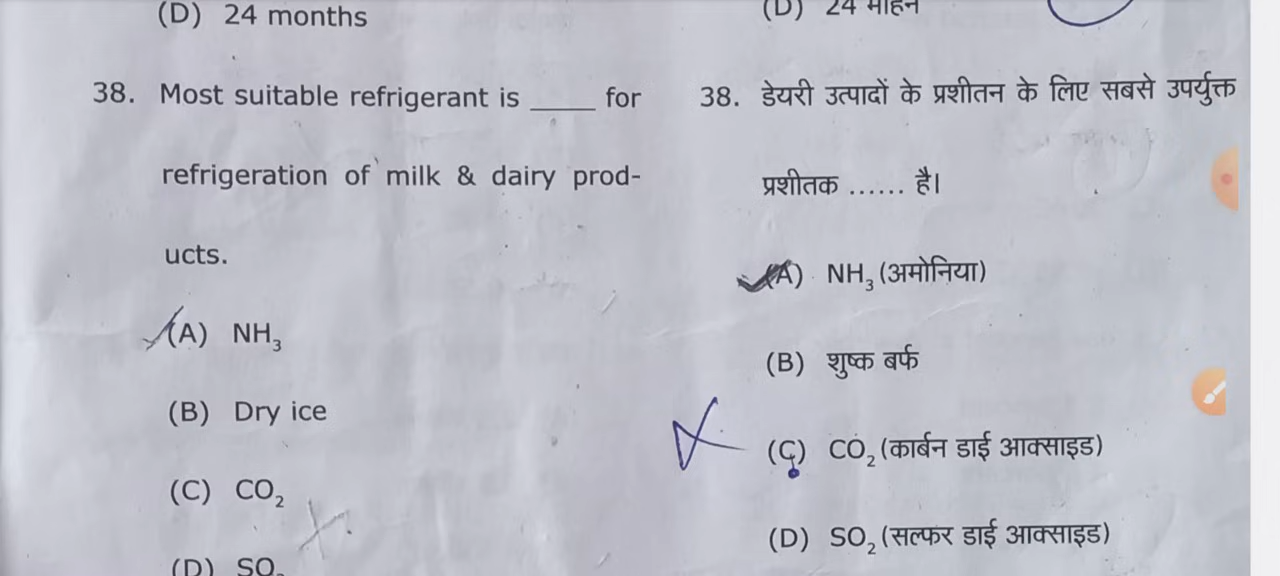 (D) 24 months
38. Most suitable refrigerant is ____ for
refrigeration of milk & dairy prod-
ucts.
(A) NH₃
(B) Dry ice
(C) CO₂
(D) SO₂
(D) 24 महिने
38. डेयरी उत्पादों के प्रशीतन के लिए सबसे उपर्युक्त
प्रशीतक ...... है।
(A) NH₃ (अमोनिया)
(B) शुष्क बर्फ
(C) CO₂ (कार्बन डाई आक्साइड)
(D) SO₂ (सल्फर डाई आक्साइड)